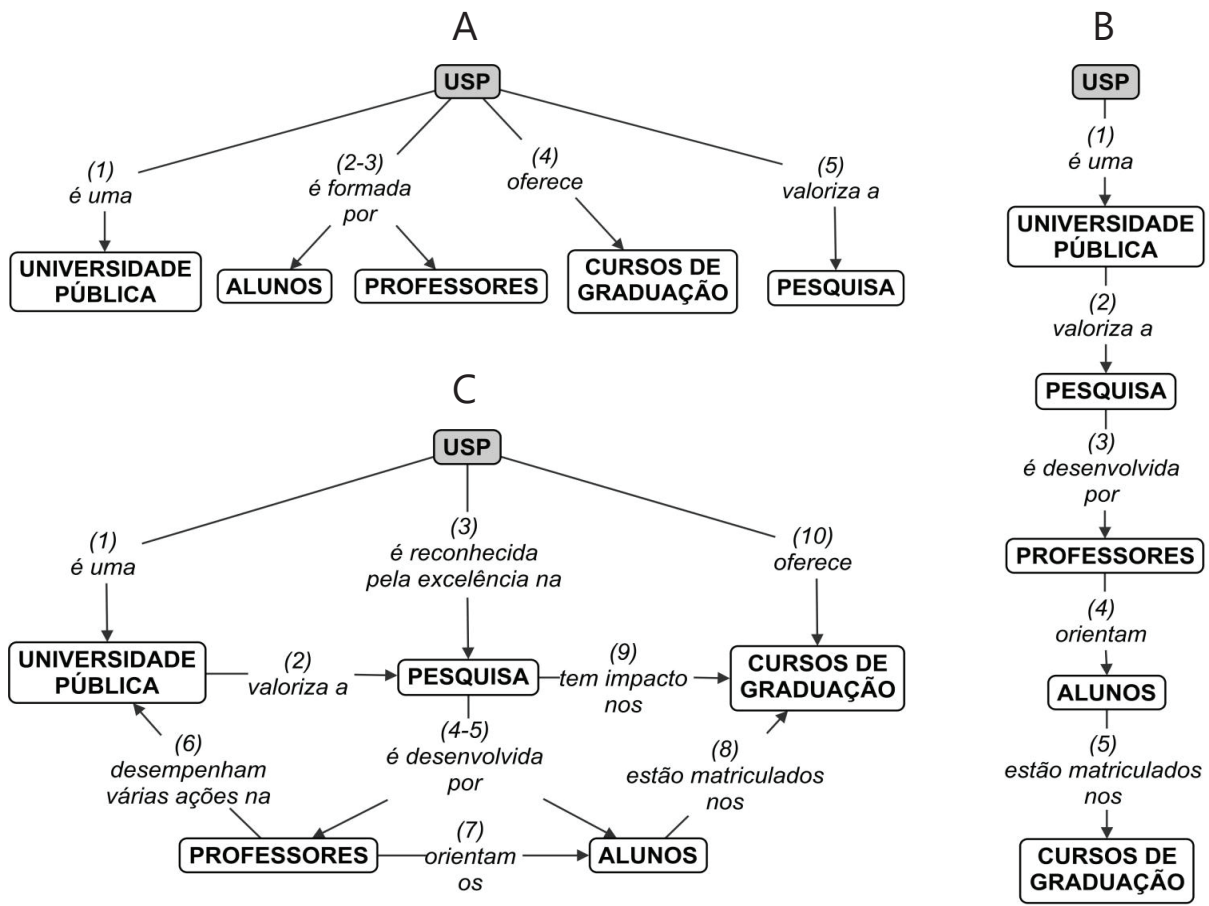 A
USP
(1)
é uma
(2-3)
é formada
por
(4)
oferece
(5)
valoriza a
UNIVERSIDADE
PÚBLICA
ALUNOS
PROFESSORES
CURSOS DE
GRADUAÇÃO
PESQUISA
B
USP
(1)
é uma
UNIVERSIDADE
PÚBLICA
(2)
valoriza a
PESQUISA
(3)
é desenvolvida
por
PROFESSORES
(4)
orientam
ALUNOS
(5)
estão matriculados
nos
CURSOS DE
GRADUAÇÃO
C
USP
(1)
é uma
(3)
é reconhecida
pela excelência na
(10)
oferece
UNIVERSIDADE
PÚBLICA
(2)
valoriza a
PESQUISA
(9)
tem impacto
nos
CURSOS DE
GRADUAÇÃO
(6)
desempenham
várias ações na
(4-5)
é desenvolvida
por
(8)
estão matriculados
nos
PROFESSORES
(7)
orientam
os
ALUNOS